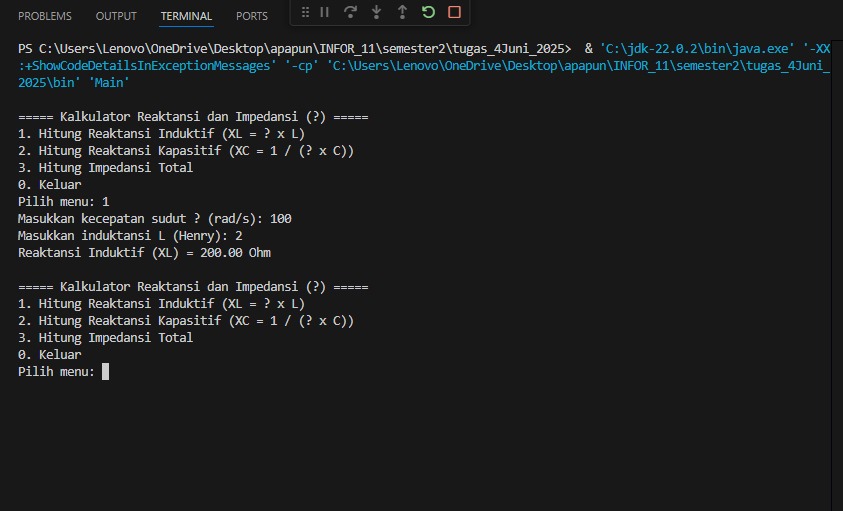 PROBLEMS OUTPUT TERMINAL PORTS
PS C:\Users\Lenovo\OneDrive\Desktop\apapun\INFOR_11\semester2\tugas_4Juni_2025> & 'C:\jdk-22.0.2\bin\java.exe' '-XX
:+ShowCodeDetailsInExceptionMessages' '-cp' 'C:\Users\Lenovo\OneDrive\Desktop\apapun\INFOR_11\semester2\tugas_4Juni_
2025\bin' 'Main'
===== Kalkulator Reaktansi dan Impedansi (?) =====
1. Hitung Reaktansi Induktif (XL = ? x L)
2. Hitung Reaktansi Kapasitif (XC = 1 / (? x C))
3. Hitung Impedansi Total
0. Keluar
Pilih menu: 1
Masukkan kecepatan sudut ? (rad/s): 100
Masukkan induktansi L (Henry): 2
Reaktansi Induktif (XL) = 200.00 Ohm
===== Kalkulator Reaktansi dan Impedansi (?) =====
1. Hitung Reaktansi Induktif (XL = ? x L)
2. Hitung Reaktansi Kapasitif (XC = 1 / (? x C))
3. Hitung Impedansi Total
0. Keluar
Pilih menu: